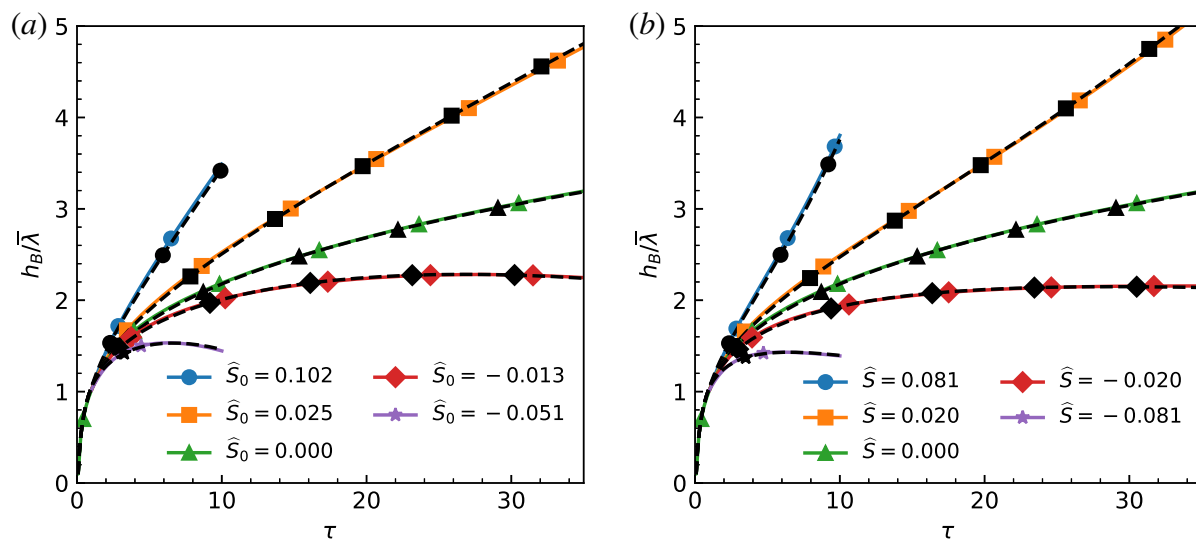 (a)
5
4
3
2
1
0
h_B/λ̅
0 10 20 30
τ
Ŝ₀ = 0.102
Ŝ₀ = 0.025
Ŝ₀ = 0.000
Ŝ₀ = −0.013
Ŝ₀ = −0.051
(b)
5
4
3
2
1
0
h_B/λ̅
0 10 20 30
τ
Ŝ = 0.081
Ŝ = 0.020
Ŝ = 0.000
Ŝ = −0.020
Ŝ = −0.081